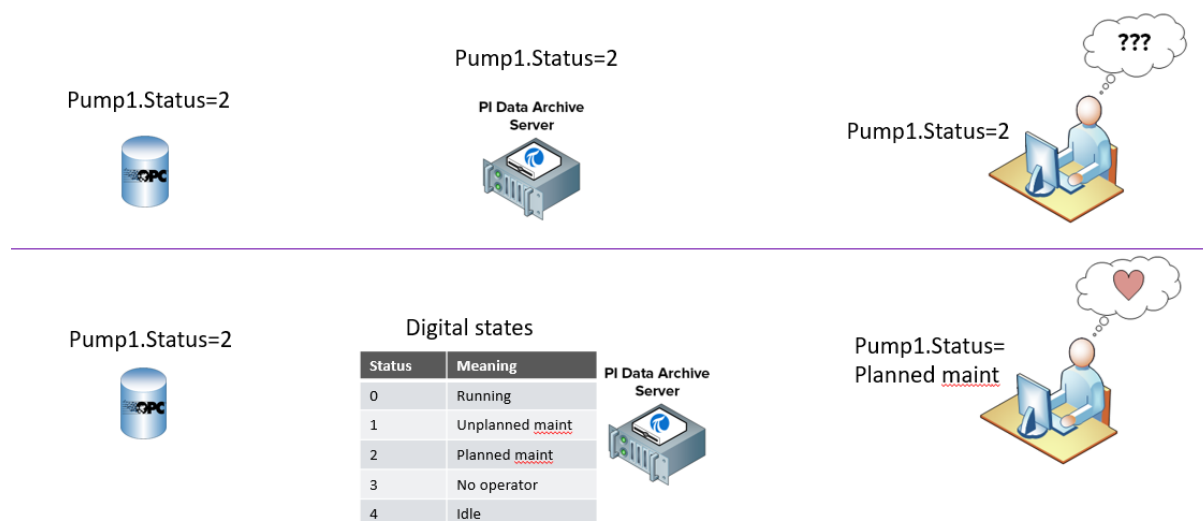 ???
Pump1.Status=2
Pump1.Status=2
PI Data Archive
Server
Pump1.Status=2
OPC
Pump1.Status=2
Digital states
Status Meaning
0 Running
1 Unplanned maint
2 Planned maint
3 No operator
4 Idle
PI Data Archive
Server
Pump1.Status=
Planned maint
OPC